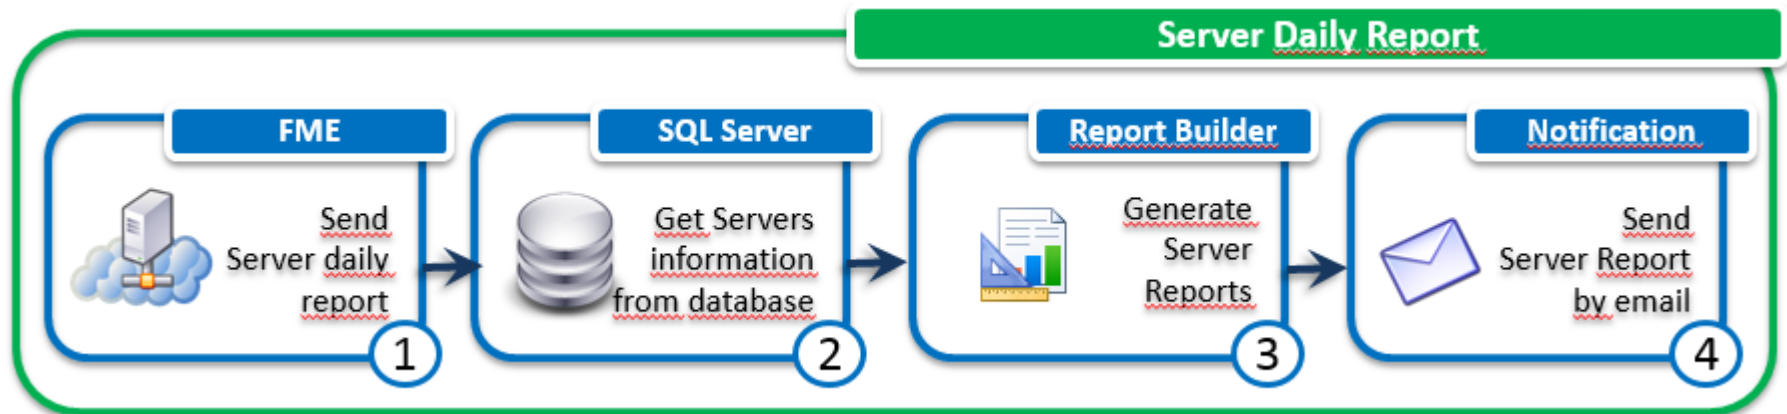 Server Daily Report
FME
Send
Server daily
report
1
SQL Server
Get Servers
information
from database
2
Report Builder
Generate
Server
Reports
3
Notification
Send
Server Report
by email
4